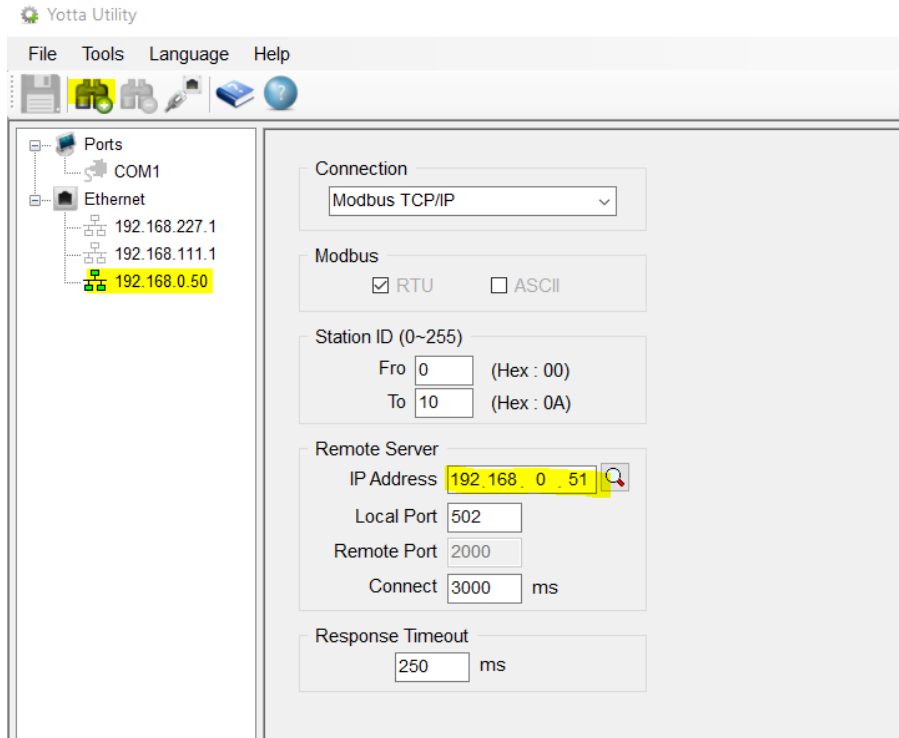 Yotta Utility
File Tools Language Help
Ports
COM1
Ethernet
192.168.227.1
192.168.111.1
192.168.0.50
Connection
Modbus TCP/IP
Modbus
RTU ASCII
Station ID (0~255)
Fro 0 (Hex : 00)
To 10 (Hex : 0A)
Remote Server
IP Address 192.168. 0 . 51
Local Port 502
Remote Port 2000
Connect 3000 ms
Response Timeout
250 ms